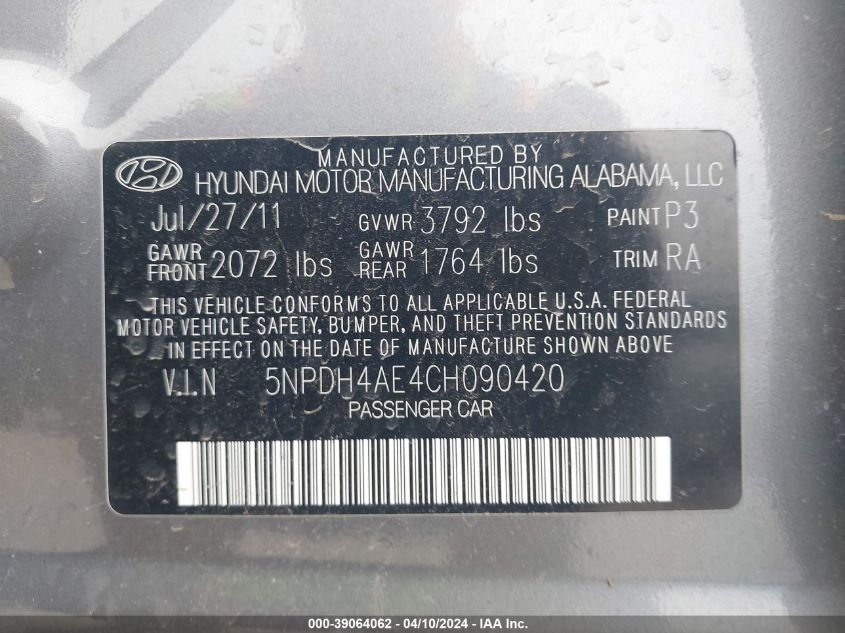 MANUFACTURED BY
HYUNDAI MOTOR MANUFACTURING ALABAMA, LLC
Jul/27/11 GVWR 3792 lbs PAINT P3
GAWR FRONT 2072 lbs GAWR REAR 1764 lbs TRIM RA
THIS VEHICLE CONFORMS TO ALL APPLICABLE U.S.A. FEDERAL
MOTOR VEHICLE SAFETY, BUMPER, AND THEFT PREVENTION STANDARDS
IN EFFECT ON THE DATE OF MANUFACTURE SHOWN ABOVE
V.I.N 5NPDH4AE4CH090420
PASSENGER CAR
000-39064062 - 04/10/2024 - IAA Inc.